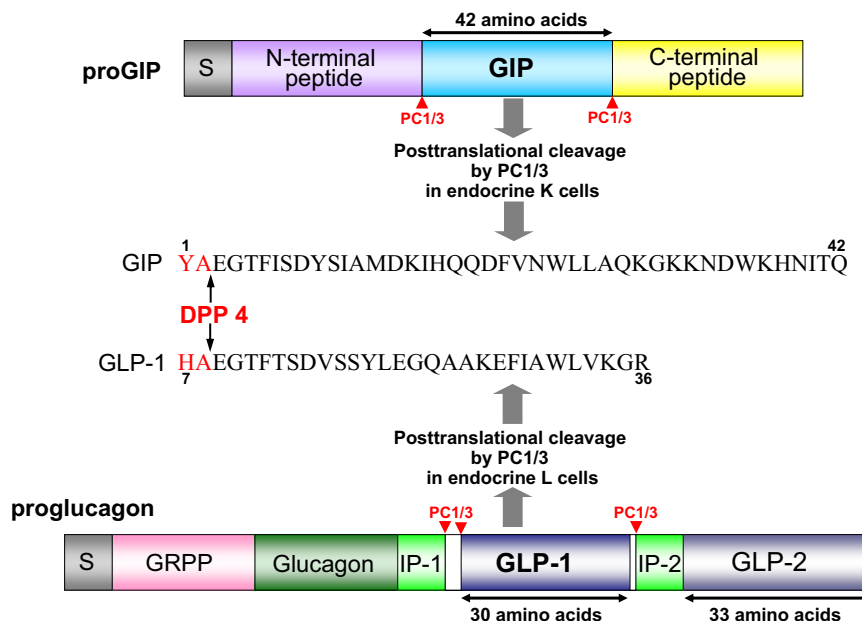 42 amino acids
proGIP
S
N-terminal
peptide
GIP
C-terminal
peptide
PC1/3
PC1/3
Posttranslational cleavage
by PC1/3
in endocrine K cells
1
42
GIP
YAEGTFISDYSIAMDKIHQQDFVNWLLAQKGKKNDWKHNITQ
DPP 4
GLP-1
HAEGTFTSDVSSYLEGQAAKEFIAWLVKGR
7
36
Posttranslational cleavage
by PC1/3
in endocrine L cells
proglucagon
PC1/3
PC1/3
S
GRPP
Glucagon
IP-1
GLP-1
IP-2
GLP-2
30 amino acids
33 amino acids